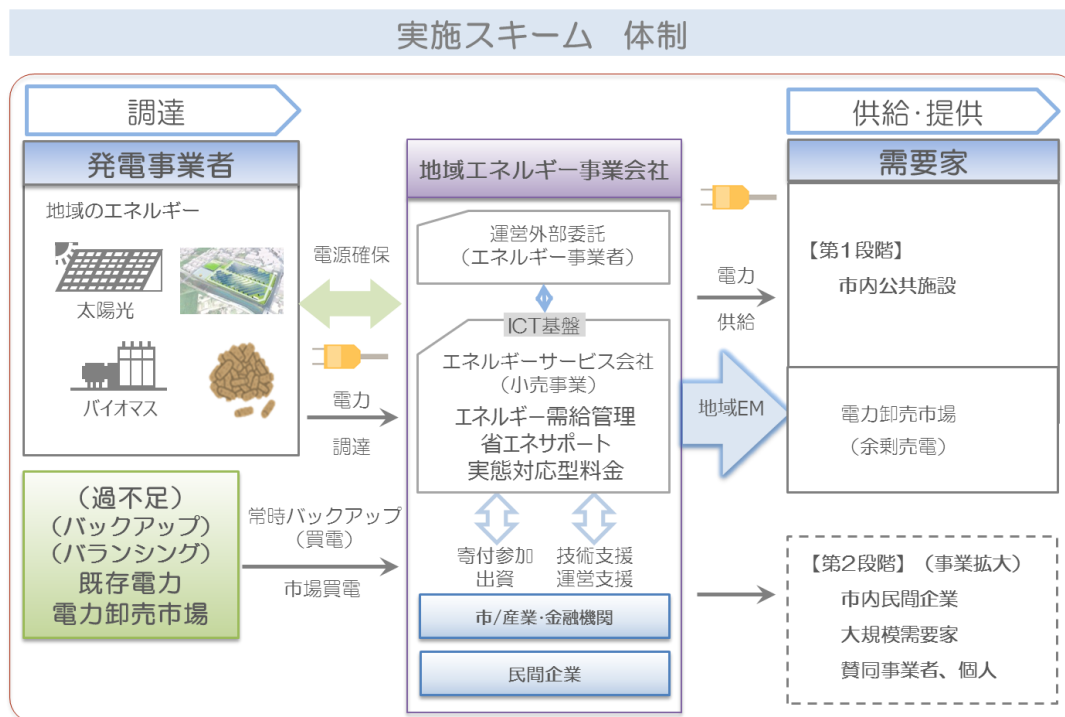 実施スキーム 体制
調達
発電事業者
地域のエネルギー
太陽光
バイオマス
電源確保
電力
調達
(過不足)
(バックアップ)
(バランシング)
既存電力
電力卸売市場
常時バックアップ
(買電)
市場買電
地域エネルギー事業会社
運営外部委託
(エネルギー事業者)
ICT基盤
エネルギーサービス会社
(小売事業)
エネルギー需給管理
省エネサポート
実態対応型料金
寄付参加
出資
技術支援
運営支援
市/産業・金融機関
民間企業
電力
供給
地域EM
供給・提供
需要家
【第1段階】
市内公共施設
電力卸売市場
(余剰売電)
【第2段階】(事業拡大)
市内民間企業
大規模需要家
賛同事業者、個人